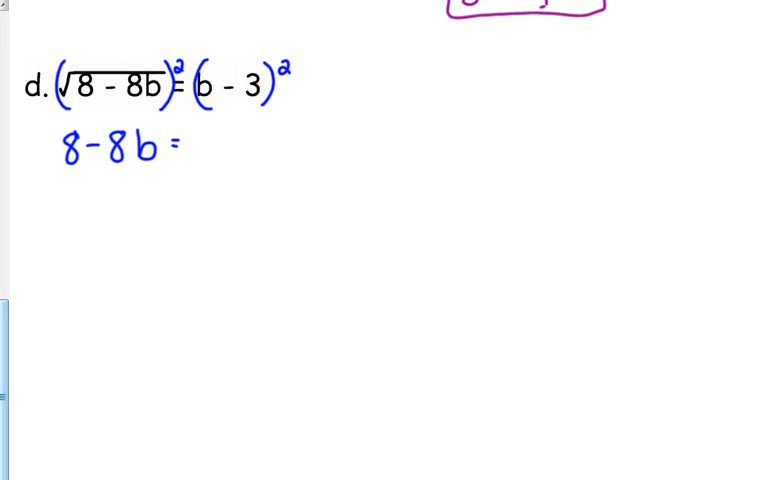 d. (√8 - 8b)² = (b - 3)²
8 - 8b =